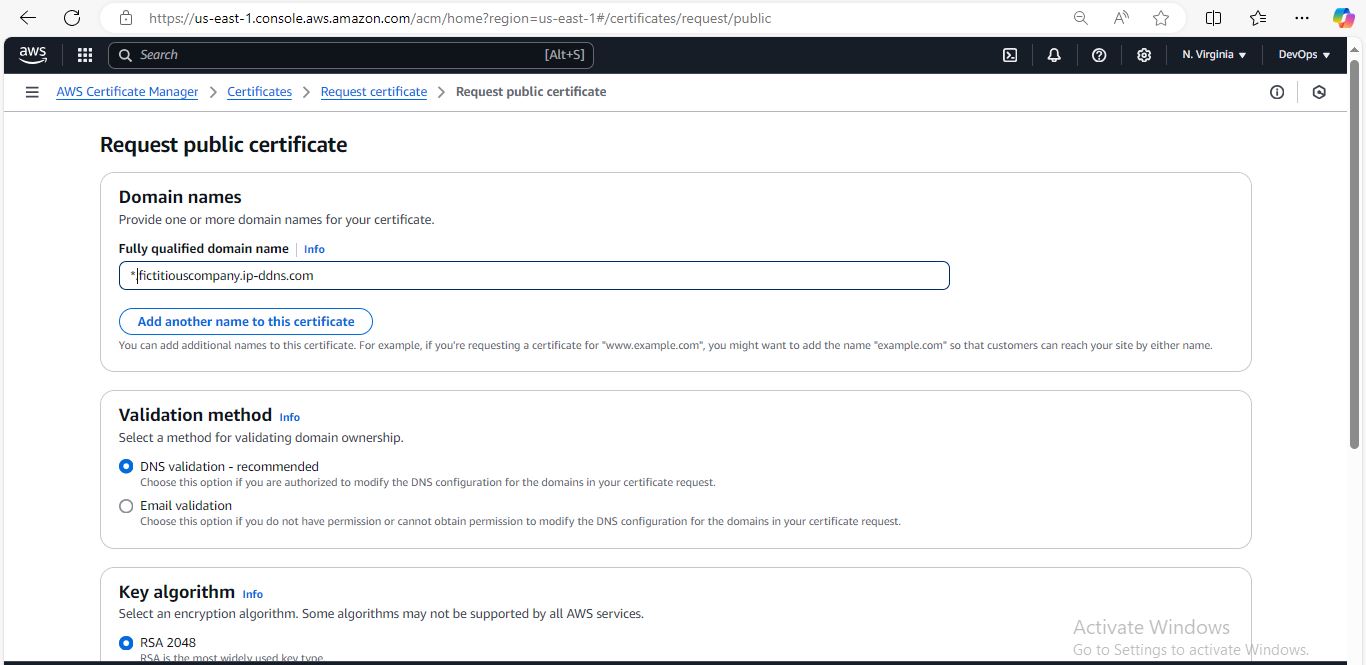 https://us-east-1.console.aws.amazon.com/acm/home?region=us-east-1#/certificates/request/public
aws Search [Alt+S] N. Virginia DevOps
AWS Certificate Manager > Certificates > Request certificate > Request public certificate
Request public certificate
Domain names
Provide one or more domain names for your certificate.
Fully qualified domain name Info
*.fictitiouscompany.ip-ddns.com
Add another name to this certificate
You can add additional names to this certificate. For example, if you're requesting a certificate for "www.example.com", you might want to add the name "example.com" so that customers can reach your site by either name.
Validation method Info
Select a method for validating domain ownership.
DNS validation - recommended
Choose this option if you are authorized to modify the DNS configuration for the domains in your certificate request.
Email validation
Choose this option if you do not have permission or cannot obtain permission to modify the DNS configuration for the domains in your certificate request.
Key algorithm Info
Select an encryption algorithm. Some algorithms may not be supported by all AWS services.
RSA 2048
RSA is the most widely used key type.
Activate Windows
Go to Settings to activate Windows.